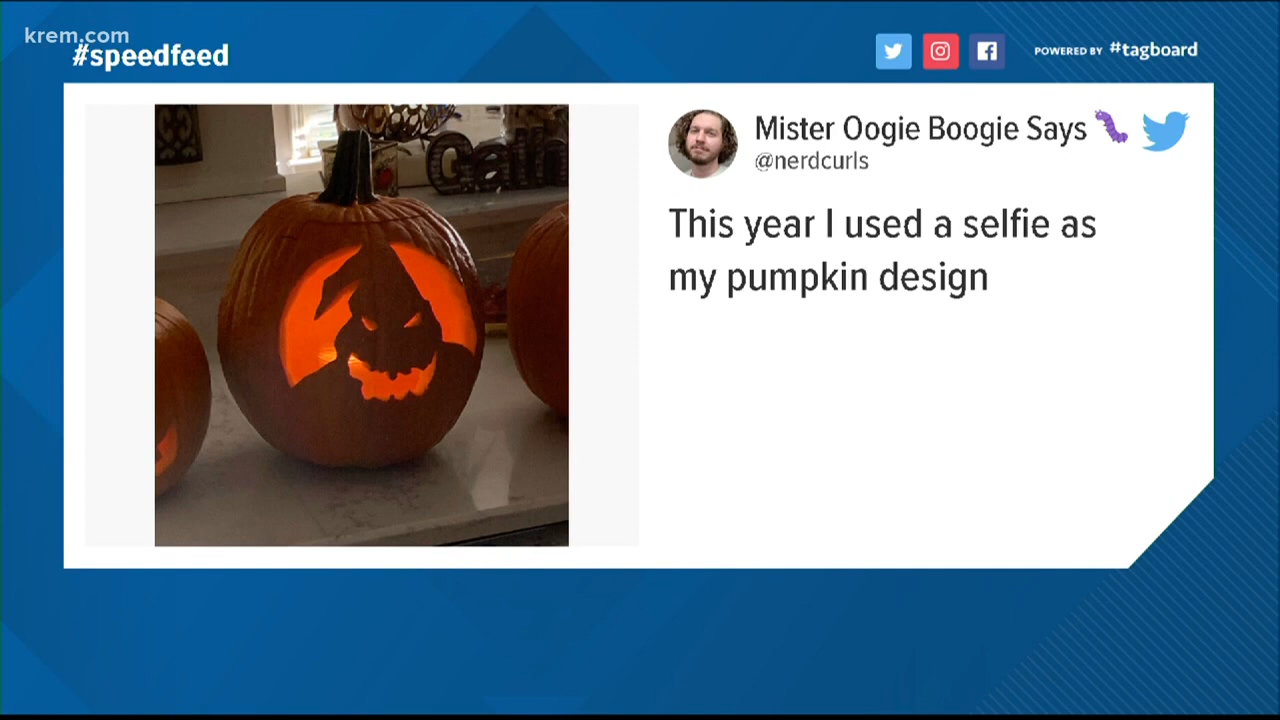 krem.com
#speedfeed
POWERED BY #tagboard
Mister Oogie Boogie Says
@nerdcurls
This year I used a selfie as
my pumpkin design